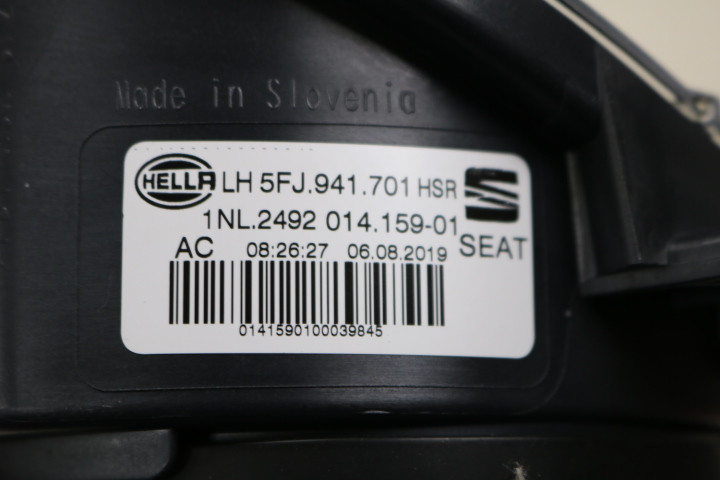 Made in Slovenia
HELLA LH 5FJ.941.701 HSR
1NL.2492 014.159-01
AC 08:26:27 06.08.2019 SEAT
0141590100039845